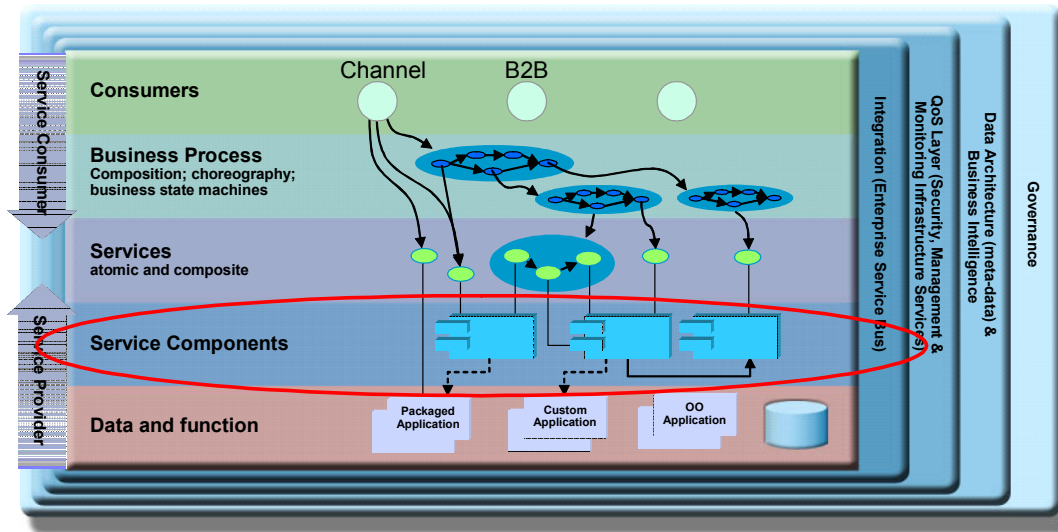 Channel
B2B
Consumers
Business Process
Composition; choreography;
business state machines
Services
atomic and composite
Service Components
Data and function
Packaged
Application
Custom
Application
OO
Application
Service Consumer
Service Provider
Integration (Enterprise Service Bus)
QoS Layer (Security, Management &
Monitoring Infrastructure Services)
Data Architecture (meta-data) &
Business Intelligence
Governance